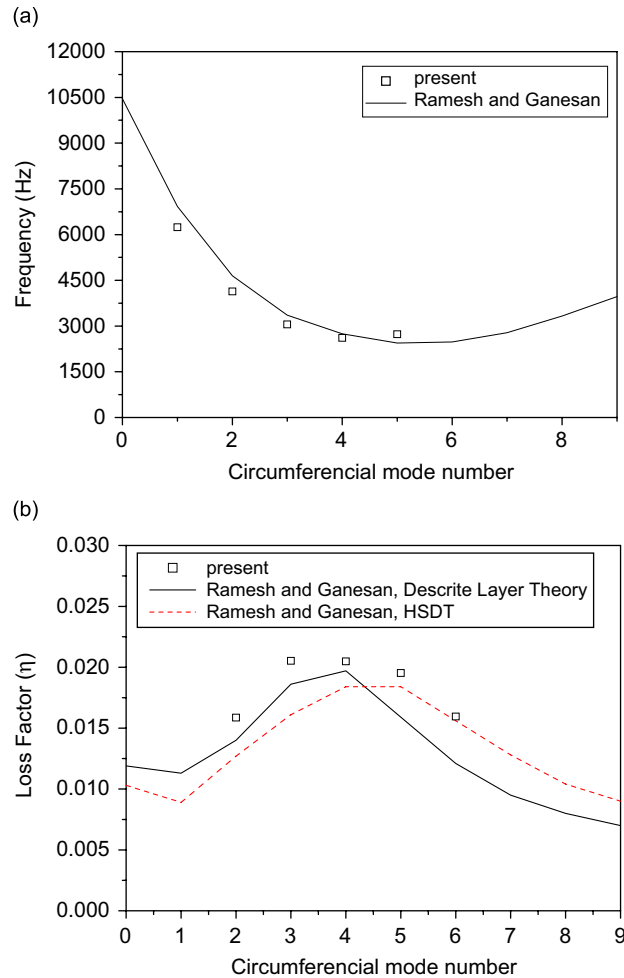 (a)
12000
10500
9000
7500
6000
4500
3000
1500
0
Frequency (Hz)
present
Ramesh and Ganesan
0 2 4 6 8
Circumferencial mode number
(b)
0.030
0.025
0.020
0.015
0.010
0.005
0.000
Loss Factor (η)
present
Ramesh and Ganesan, Descrite Layer Theory
Ramesh and Ganesan, HSDT
0 1 2 3 4 5 6 7 8 9
Circumferencial mode number